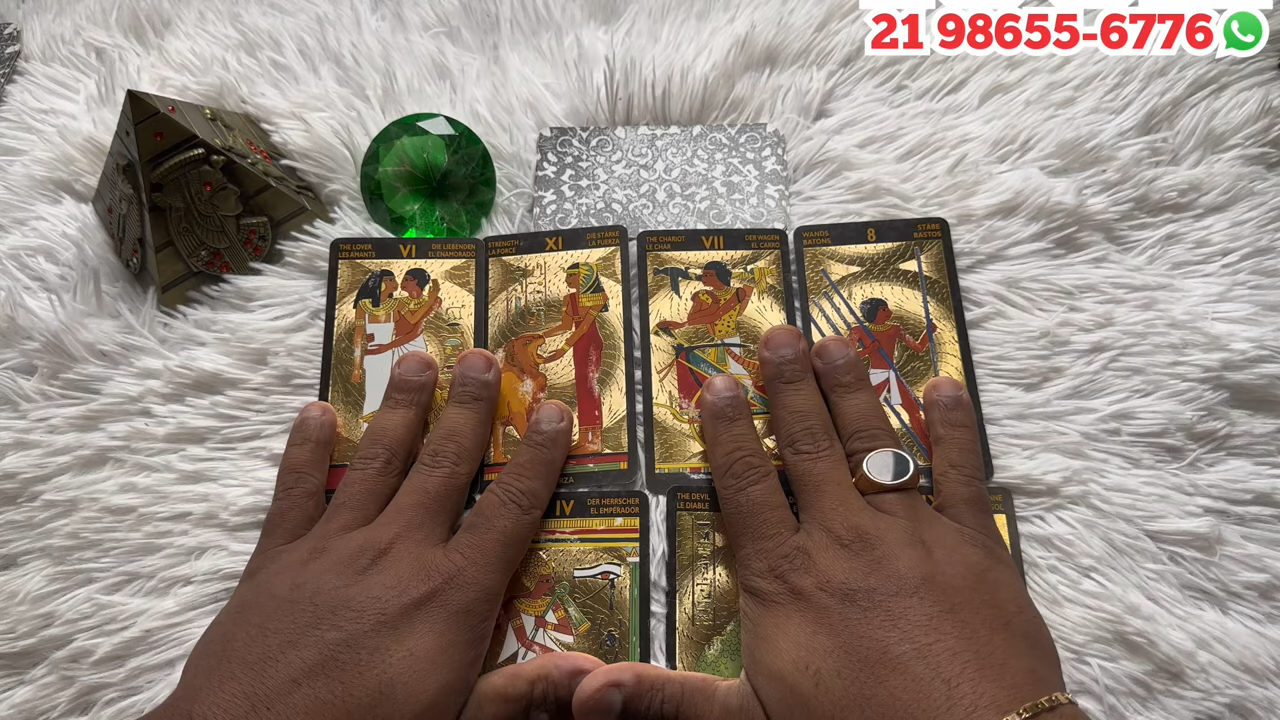 21 98655-6776
THE LOVER
LES AMANTS
VI
DIE LIEBENDEN
EL ENAMORADO
STRENGTH
LA FORCE
XI
DIE STÄRKE
LA FUERZA
THE CHARIOT
LE CHAR
VII
DER WAGEN
EL CARRO
WANDS
BATONS
8
STÄBE
BASTOS
IV
DER HERRSCHER
EL EMPERADOR
THE DEVIL
LE DIABLE